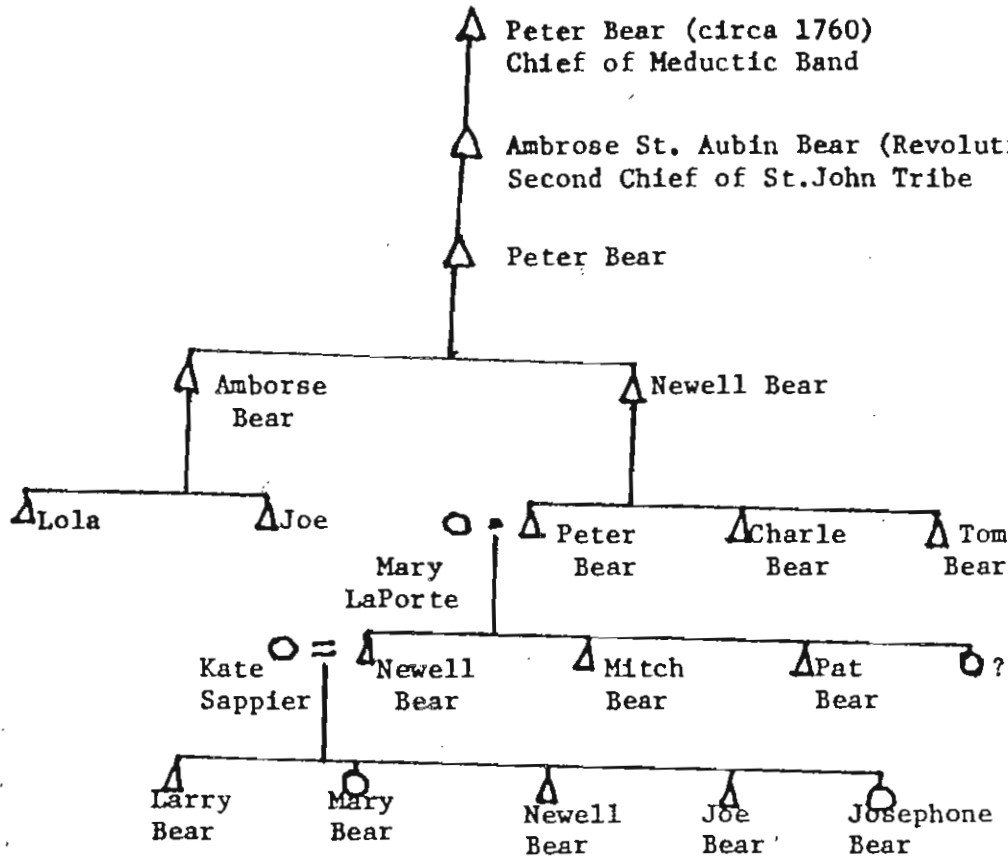 Peter Bear (circa 1760)
Chief of Meductic Band
Ambrose St. Aubin Bear (Revoluti
Second Chief of St.John Tribe
Peter Bear
Amborse
Bear
Newell Bear
Lola
Joe
Peter
Bear
Charle
Bear
Tom
Bear
Mary
LaPorte
=
Kate
Sappier
Newell
Bear
Mitch
Bear
Pat
Bear
?
Larry
Bear
Mary
Bear
Newell
Bear
Joe
Bear
Josephone
Bear